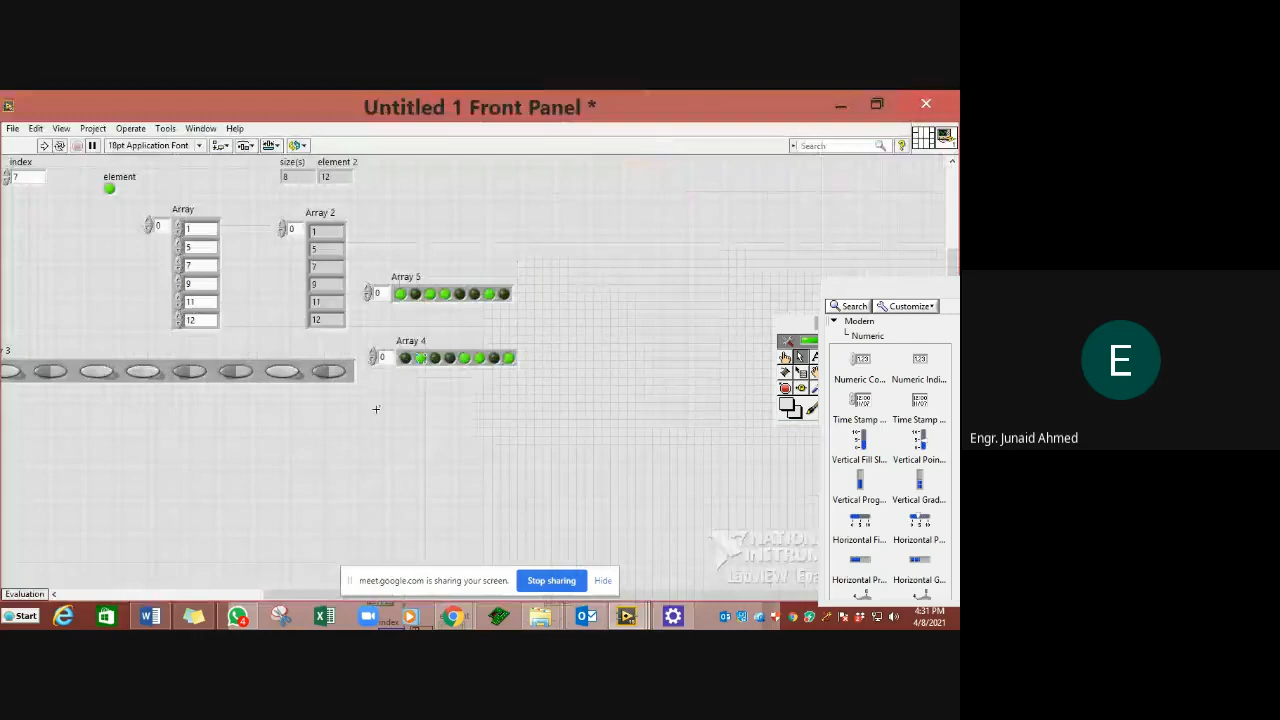 Untitled 1 Front Panel *
File Edit View Project Operate Tools Window Help
18pt Application Font
Search
index
7
element
size(s) element 2
8 12
Array
0
1
5
7
9
11
12
Array 2
0
1
5
7
9
11
12
Array 5
0
Array 4
0
y 3
Search Customize
Modern
Numeric
Numeric Co... Numeric Indi...
Time Stamp ... Time Stamp ...
Vertical Fill Sl... Vertical Poin...
Vertical Prog... Vertical Grad...
Horizontal Fi... Horizontal P...
Horizontal Pr... Horizontal G...
meet.google.com is sharing your screen. Stop sharing Hide
Evaluation
Start
4
index
4:31 PM
4/8/2021
E
Engr. Junaid Ahmed